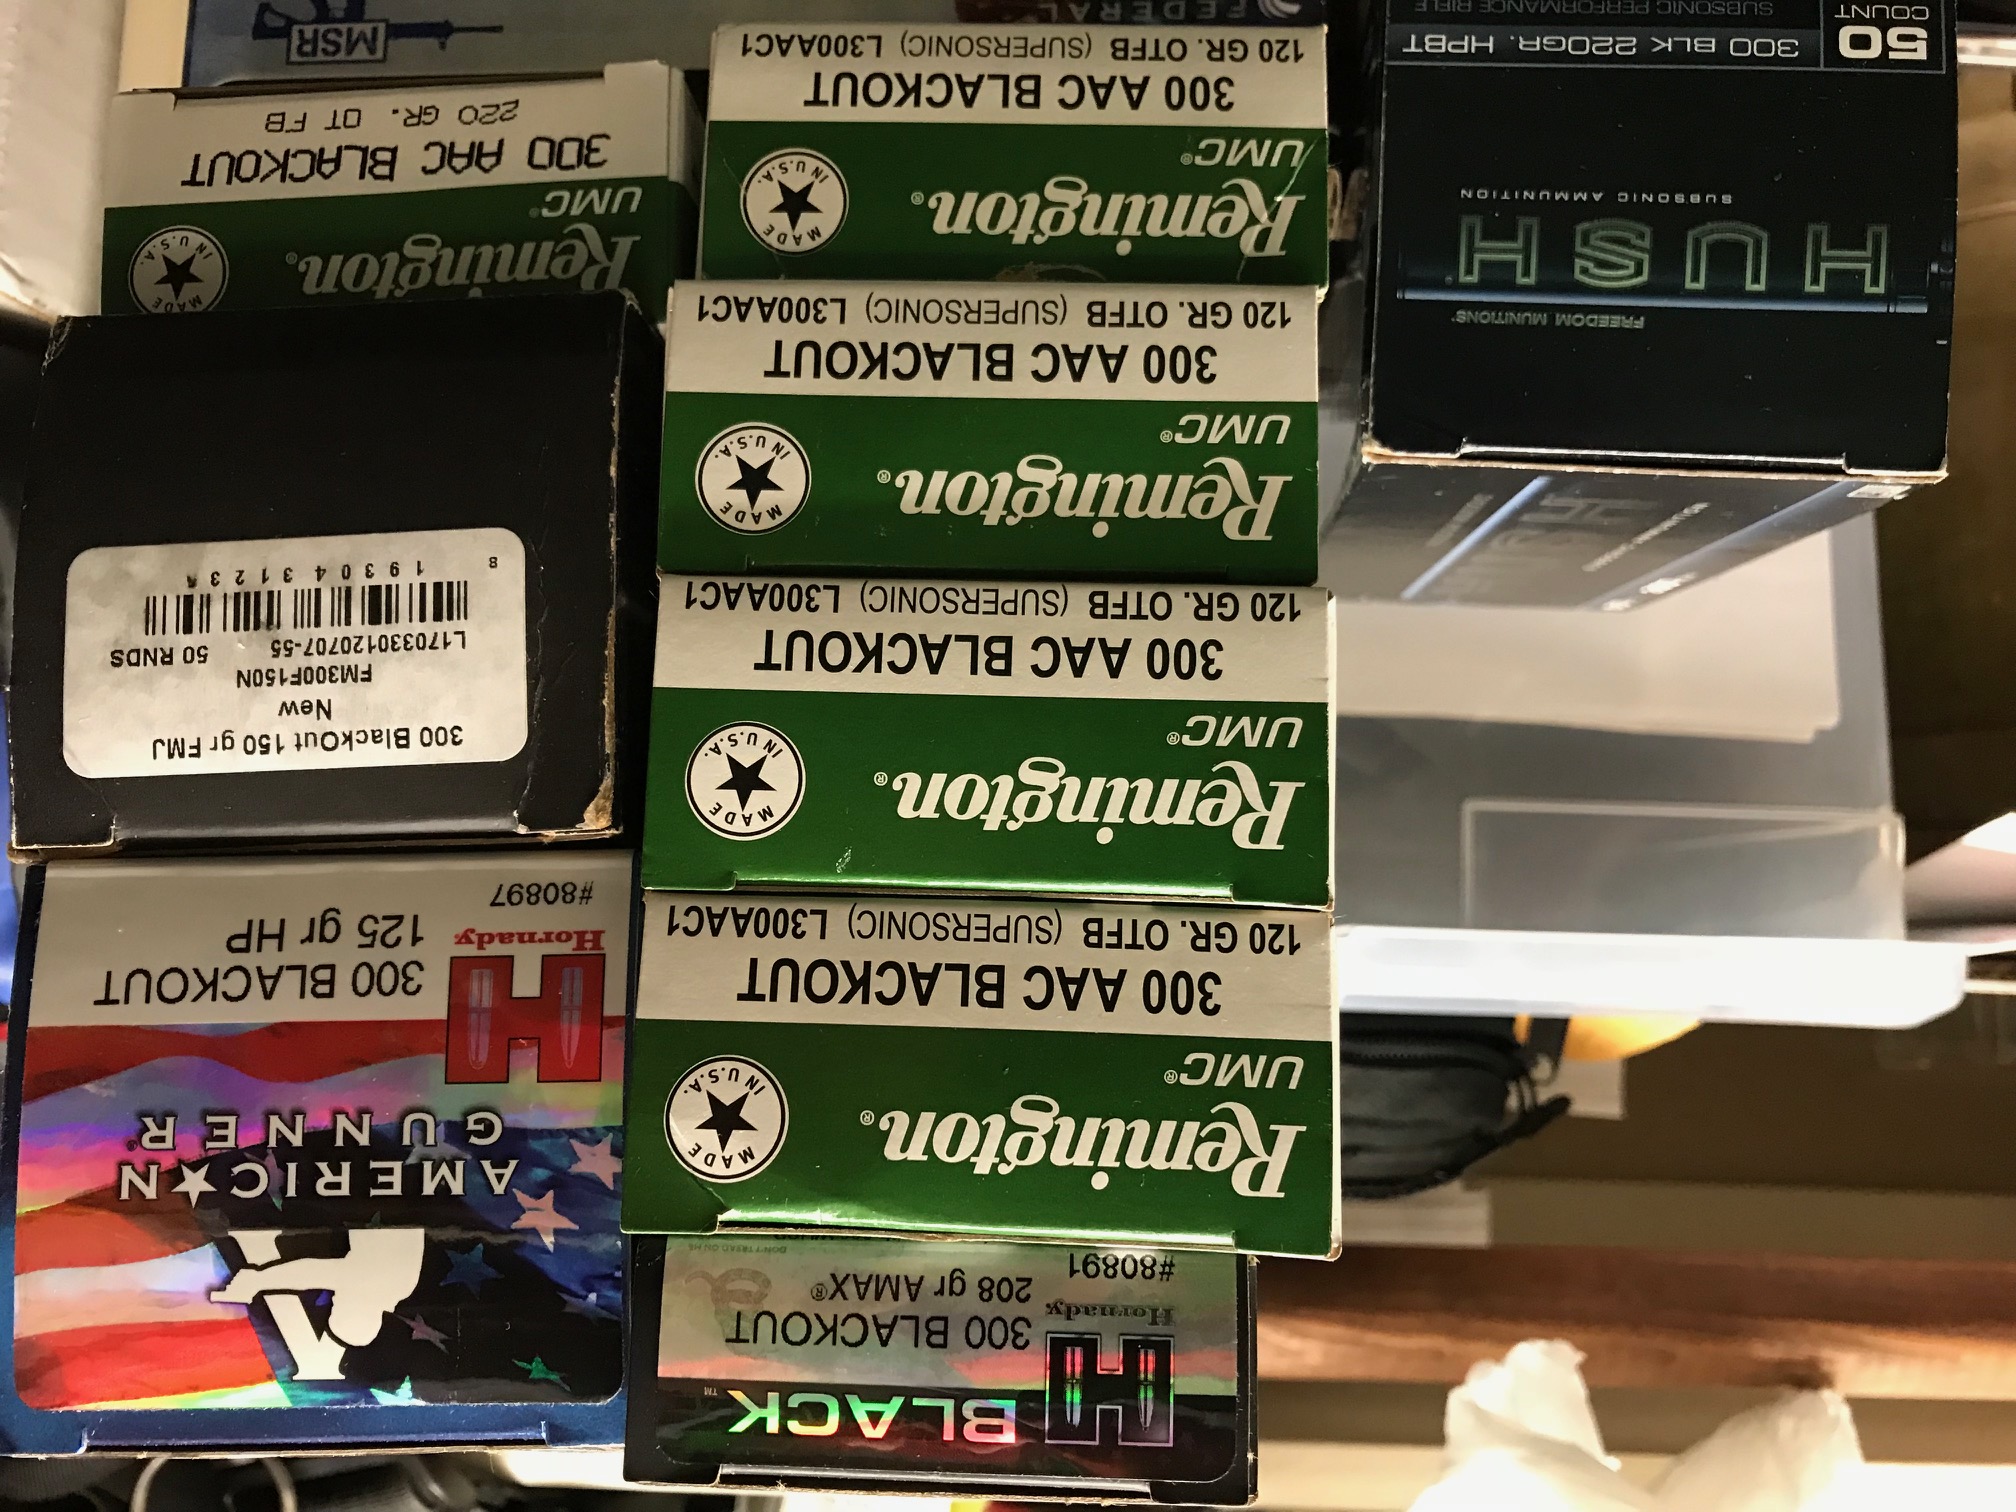 BLACK™
H
Hornady
#80891
300 BLACKOUT
208 gr AMAX®
Remington®
UMC®
MADE IN U.S.A.
300 AAC BLACKOUT
120 GR. OTFB (SUPERSONIC) L300AAC1
Remington®
UMC®
MADE IN U.S.A.
300 AAC BLACKOUT
120 GR. OTFB (SUPERSONIC) L300AAC1
Remington®
UMC®
MADE IN U.S.A.
300 AAC BLACKOUT
120 GR. OTFB (SUPERSONIC) L300AAC1
Remington®
UMC®
MADE IN U.S.A.
300 AAC BLACKOUT
120 GR. OTFB (SUPERSONIC) L300AAC1
AMERICAN
GUNNER®
H
Hornady
#80897
300 BLACKOUT
125 gr HP
300 BlackOut 150 gr FMJ
New
FM300F150N
L170330120707-55 50 RNDS
8 19304 3123
Remington®
UMC®
MADE IN U.S.A.
300 AAC BLACKOUT
220 GR. OT FB
MSR
FEDERAL
FREEDOM MUNITIONS
HUSH
SUBSONIC AMMUNITION
50 COUNT
300 BLK 220GR. HPBT
SUBSONIC PERFORMANCE RIFLE